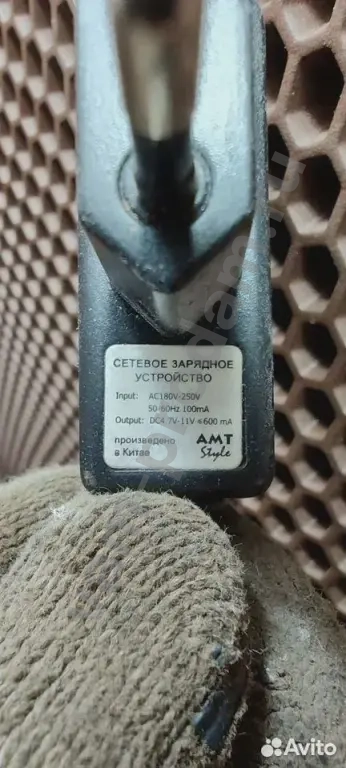 СЕТЕВОЕ ЗАРЯДНОЕ
УСТРОЙСТВО
Input: AC180V-250V
50-60Hz 100mA
Output: DC4.7V-11V ≤600 mA
произведено
в Китае
AMT
Style
Avito